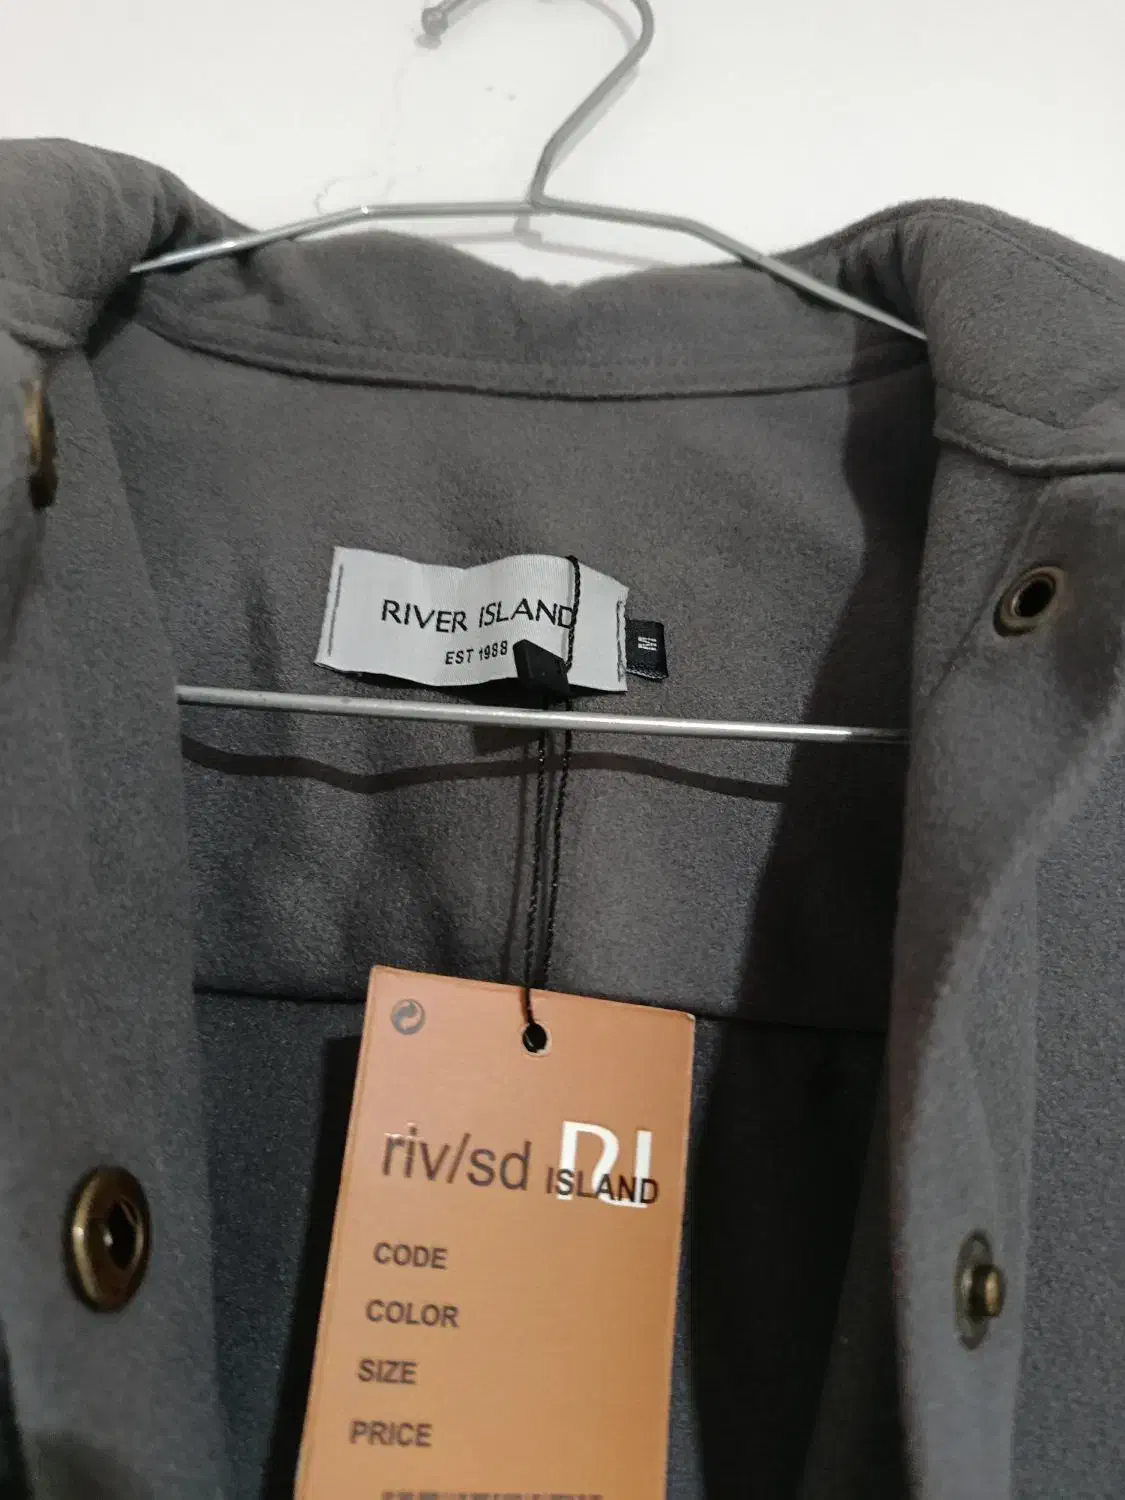 RIVER ISLAND
EST 1988
riv/sd ISLAND
RI
CODE
COLOR
SIZE
PRICE